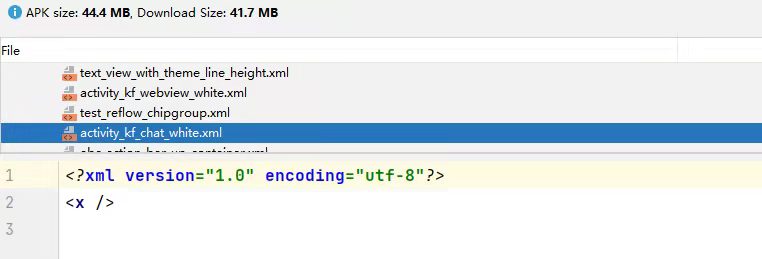 APK size: 44.4 MB, Download Size: 41.7 MB
File
text_view_with_theme_line_height.xml
activity_kf_webview_white.xml
test_reflow_chipgroup.xml
activity_kf_chat_white.xml
1 <?xml version="1.0" encoding="utf-8"?>
2 <x />
3